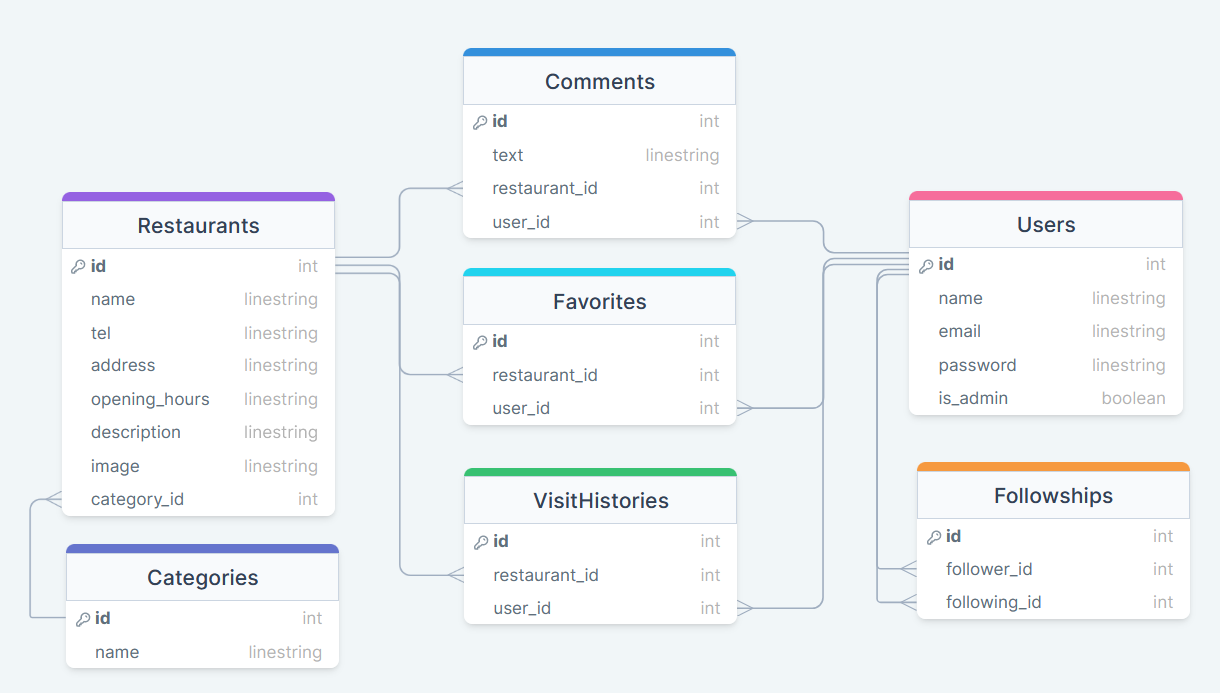 Comments
id int
text linestring
restaurant_id int
user_id int
Restaurants
id int
name linestring
tel linestring
address linestring
opening_hours linestring
description linestring
image linestring
category_id int
Users
id int
name linestring
email linestring
password linestring
is_admin boolean
Favorites
id int
restaurant_id int
user_id int
VisitHistories
id int
restaurant_id int
user_id int
Followships
id int
follower_id int
following_id int
Categories
id int
name linestring